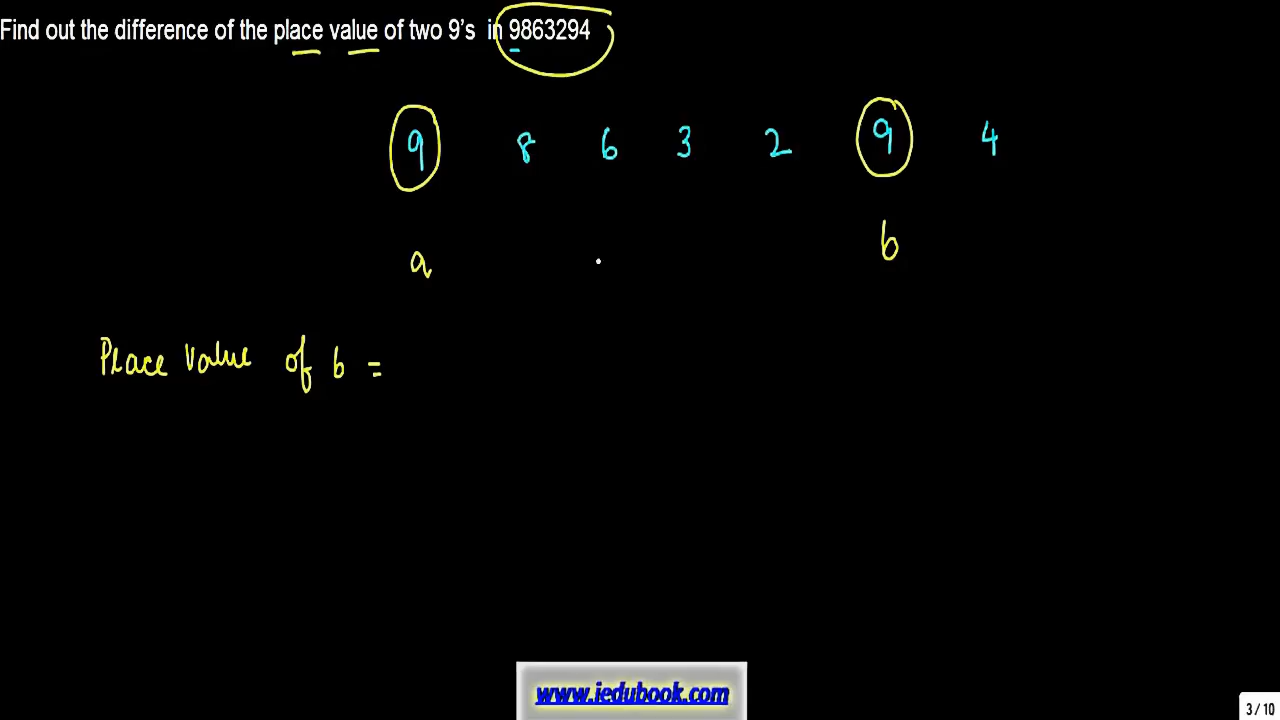 Find out the difference of the place value of two 9's in 9863294
9 8 6 3 2 9 4
a b
Place Value of b =
www.iedubook.com
3 / 10